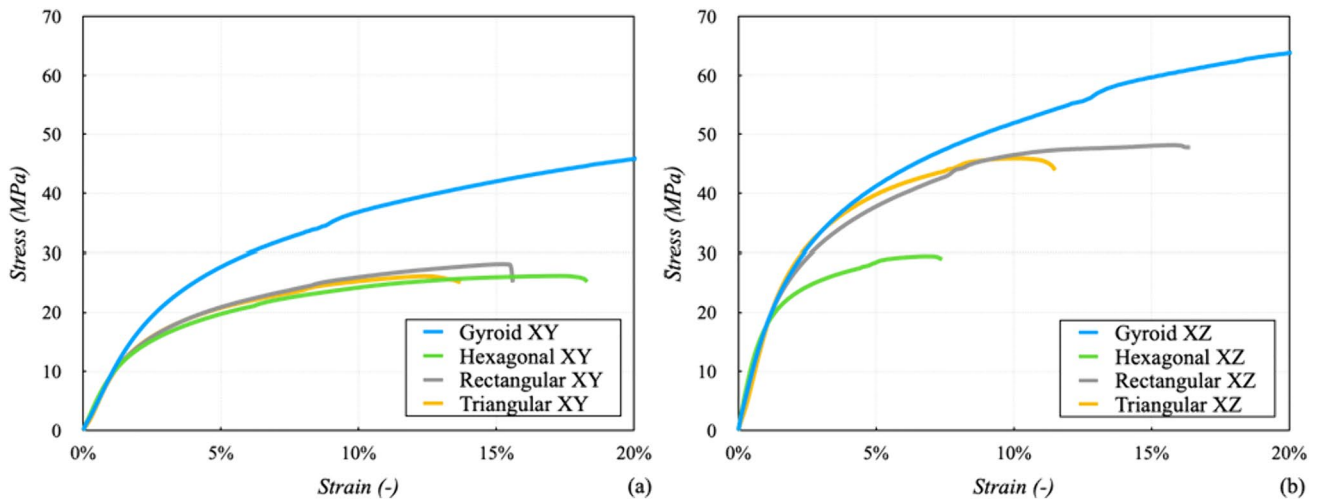 70
60
50
40
30
20
10
0
Stress (MPa)
0% 5% 10% 15% 20%
Strain (-)
(a)
Gyroid XY
Hexagonal XY
Rectangular XY
Triangular XY
70
60
50
40
30
20
10
0
Stress (MPa)
0% 5% 10% 15% 20%
Strain (-)
(b)
Gyroid XZ
Hexagonal XZ
Rectangular XZ
Triangular XZ